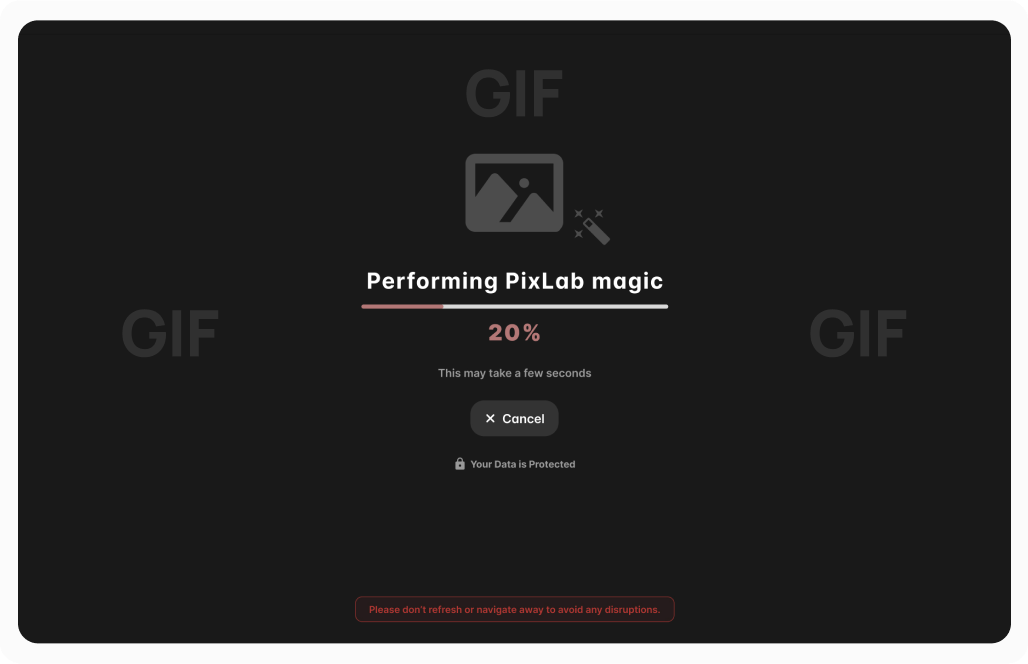 GIF
Performing PixLab magic
GIF
20%
GIF
This may take a few seconds
Cancel
Your Data is Protected
Please don't refresh or navigate away to avoid any disruptions.